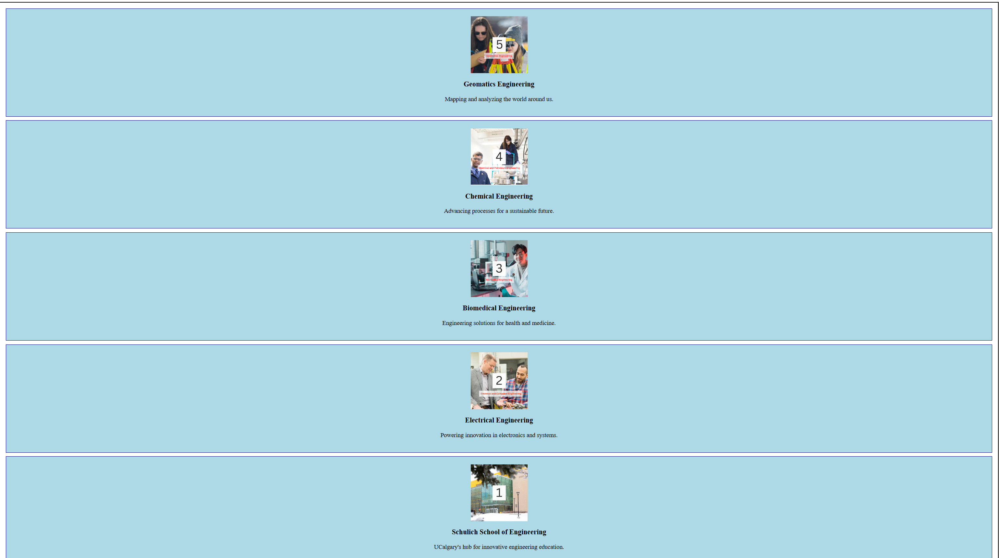 5
Geomatics Engineering
Geomatics Engineering
Mapping and analyzing the world around us.
4
Chemical and Petroleum Engineering
Chemical Engineering
Advancing processes for a sustainable future.
3
Biomedical Engineering
Biomedical Engineering
Engineering solutions for health and medicine.
2
Electrical and Computer Engineering
Electrical Engineering
Powering innovation in electronics and systems.
1
Schulich School of Engineering
UCalgary's hub for innovative engineering education.